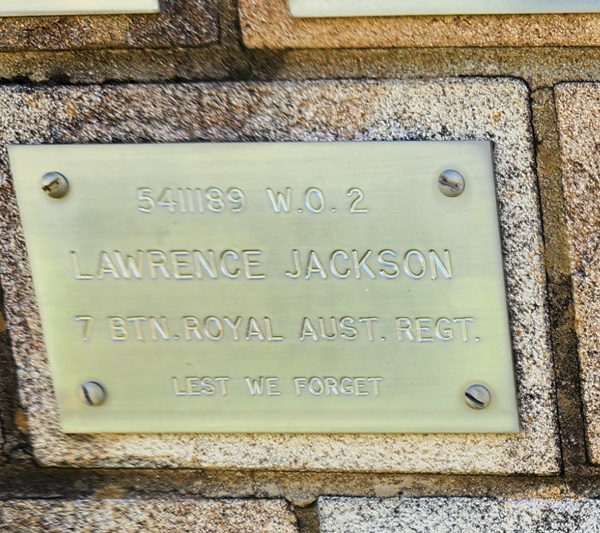 5411189 W.O. 2
LAWRENCE JACKSON
7 BTN. ROYAL AUST. REGT.
LEST WE FORGET